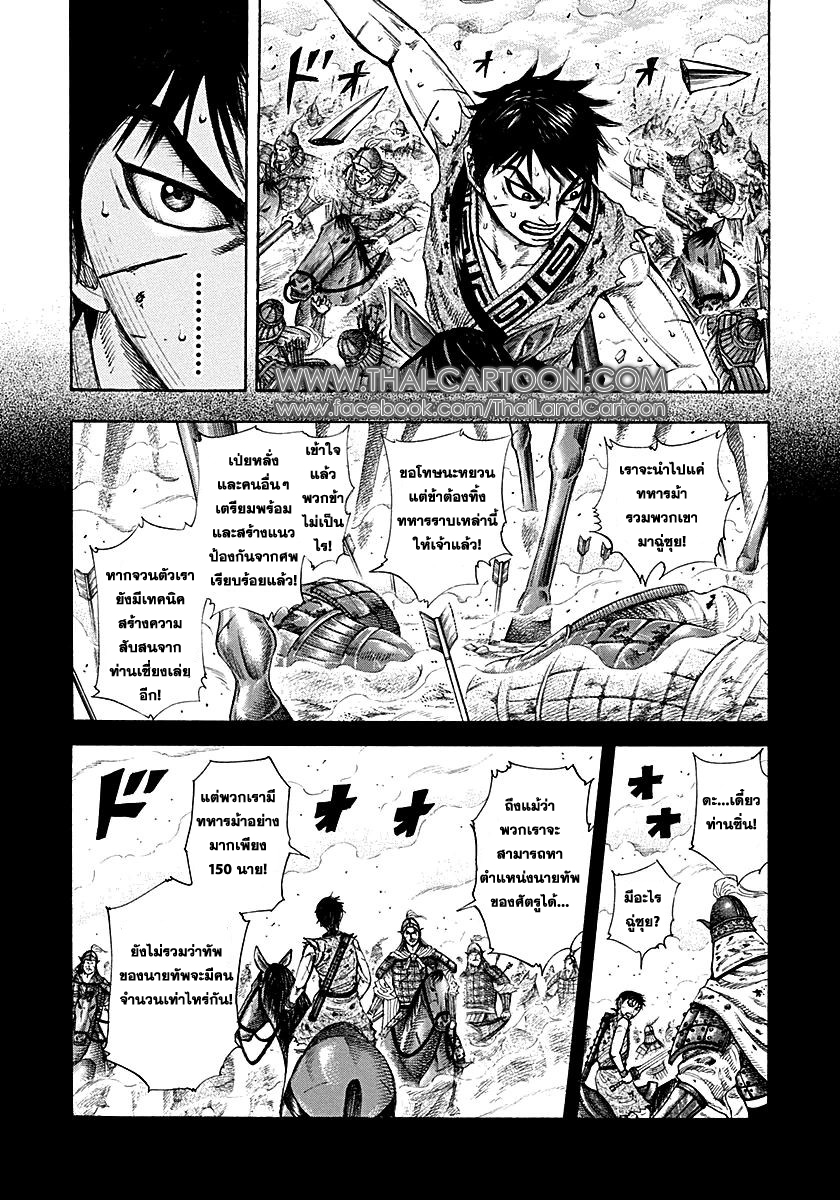 ドォ
ォ
........
WWW.THAI-CARTOON.COM
www.facebook.com/ThaiLandCartoon
เราจะนำไปแค่
ทหารม้า
รวมพวกเขา
มาฉู่ซุย!
ขอโทษนะหยวน
แต่ข้าต้องทิ้ง
ทหารราบเหล่านี้
ให้เจ้าแล้ว!
เข้าใจ
แล้ว
พวกข้า
ไม่เป็น
ไร!
เป่ยหลั่ง
และคนอื่นๆ
เตรียมพร้อม
และสร้างแนว
ป้องกันจากศพ
เรียบร้อยแล้ว!
หากจวนตัวเรา
ยังมีเทคนิค
สร้างความ
สับสนจาก
ท่านเซี่ยงเล่ย
อีก!
ดะ...เดี๋ยว
ท่านซิ่น!
มีอะไร
ฉู่ซุย?
ォ
ถึงแม้ว่า
พวกเราจะ
สามารถหา
ตำแหน่งนายทัพ
ของศัตรูได้...
ォ
แต่พวกเรามี
ทหารม้าอย่าง
มากเพียง
150 นาย!
ド
ยังไม่รวมว่าทัพ
ของนายทัพจะมีคน
จำนวนเท่าไหร่กัน!